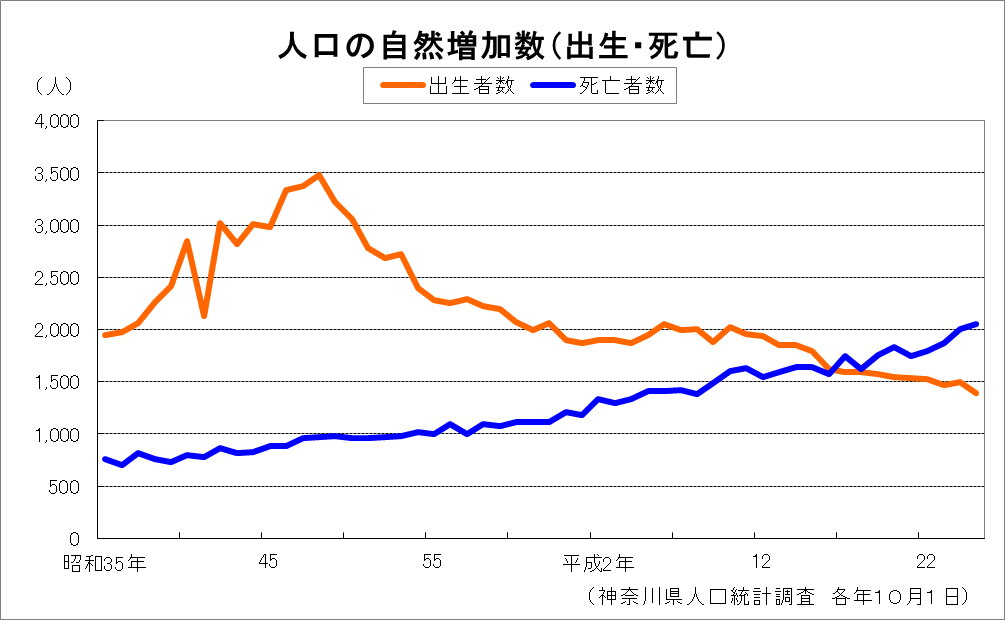 人口の自然増加数(出生・死亡)
(人)
出生者数 死亡者数
4,000
3,500
3,000
2,500
2,000
1,500
1,000
500
0
昭和35年 45 55 平成2年 12 22
(神奈川県人口統計調査 各年10月1日)